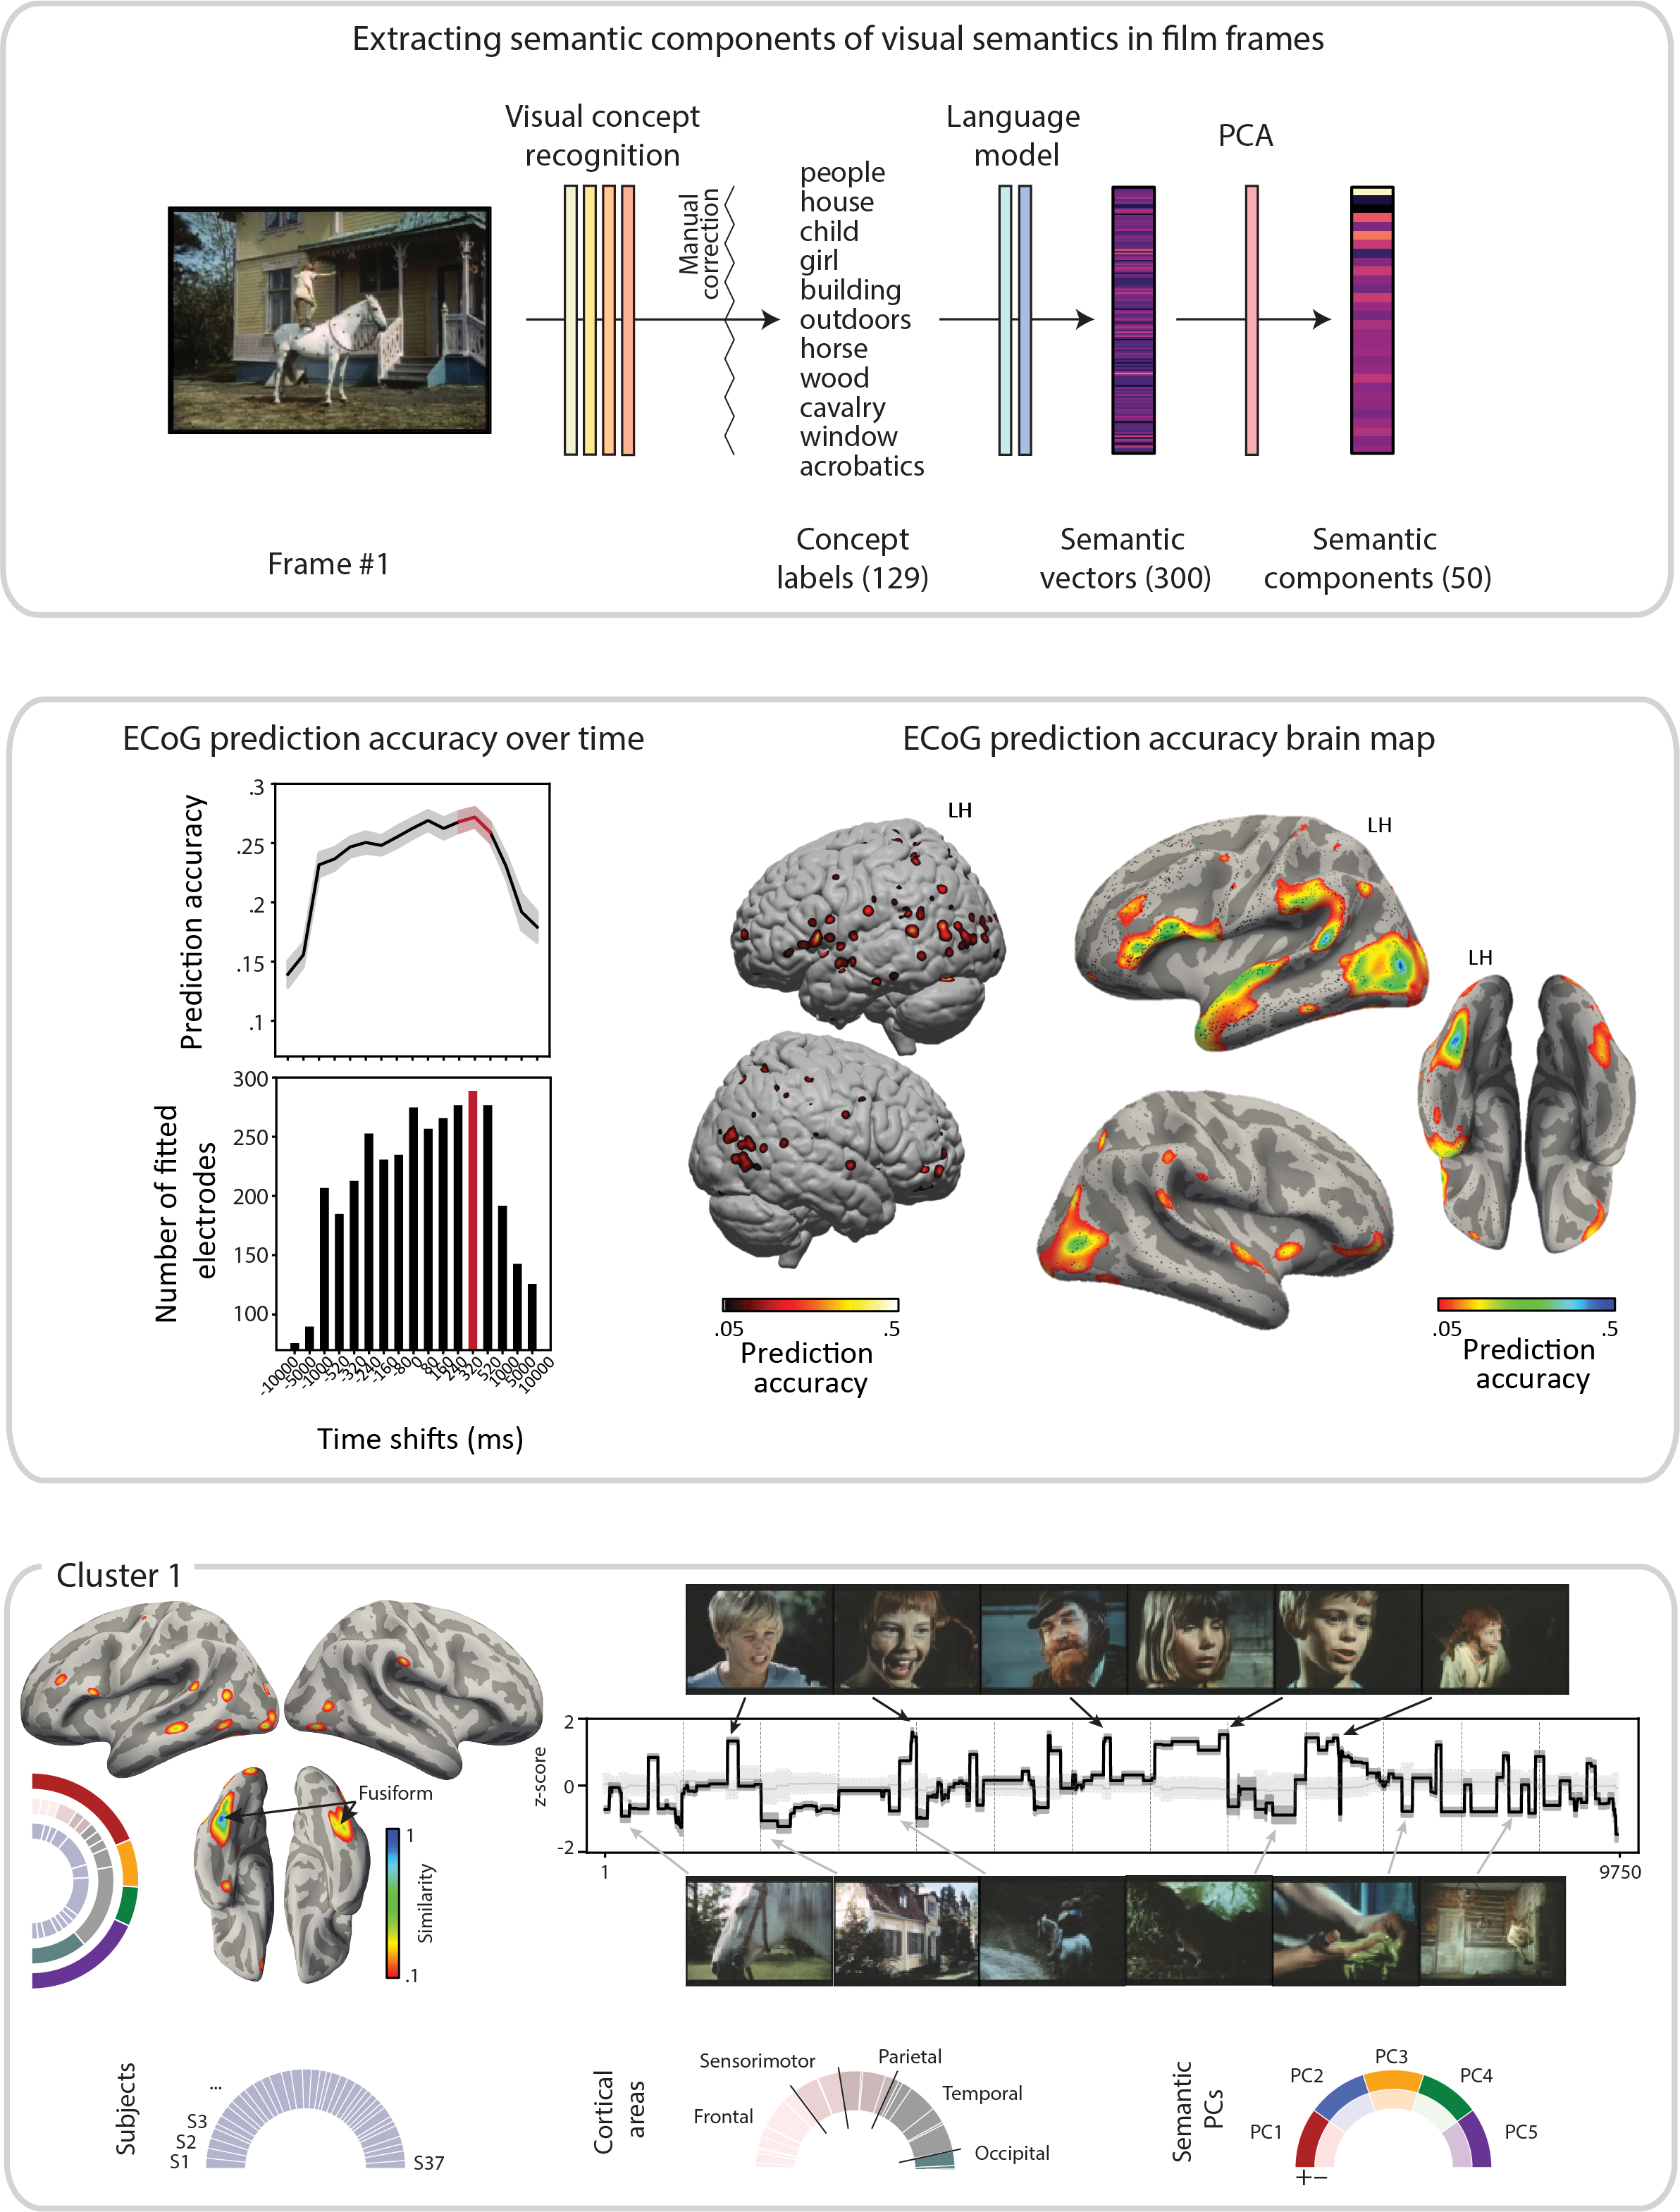 Extracting semantic components of visual semantics in film frames
Visual concept
recognition
Language
model
PCA
Manual
correction
people
house
child
girl
building
outdoors
horse
wood
cavalry
window
acrobatics
Frame #1
Concept
labels (129)
Semantic
vectors (300)
Semantic
components (50)
ECoG prediction accuracy over time
ECoG prediction accuracy brain map
Prediction accuracy
.3
.25
.2
.15
.1
Number of fitted
electrodes
300
250
200
150
100
-10000
-5000
-1000
-520
-320
-240
-160
-80
0
80
160
240
320
520
1000
5000
10000
Time shifts (ms)
LH
LH
LH
.05
.5
Prediction
accuracy
.05
.5
Prediction
accuracy
Cluster 1
Fusiform
1
Similarity
.1
z-score
2
0
-2
1
9750
Subjects
...
S3
S2
S1
S37
Cortical
areas
Sensorimotor
Parietal
Frontal
Temporal
Occipital
Semantic
PCs
PC1
PC2
PC3
PC4
PC5
+−